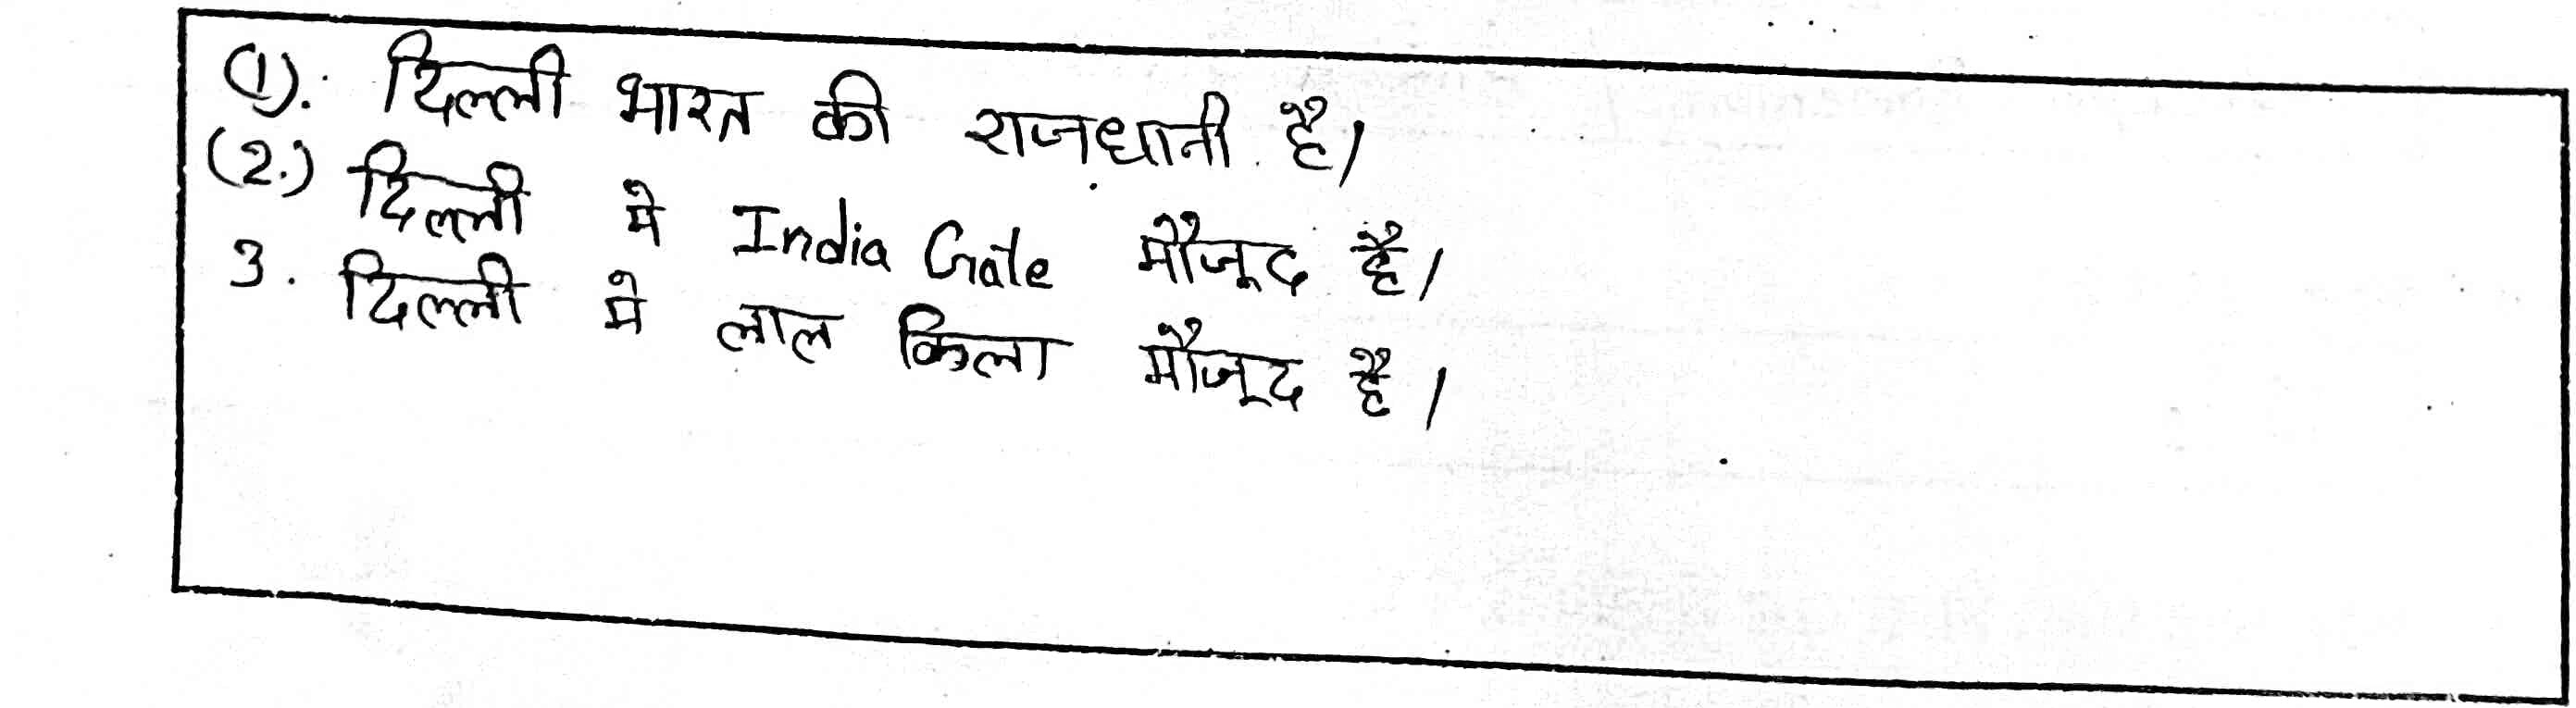 (1). दिल्ली भारत की राजधानी है।
(2.) दिल्ली मे India Gate मौजूद है।
3. दिल्ली मे लाल किला मौजूद है।